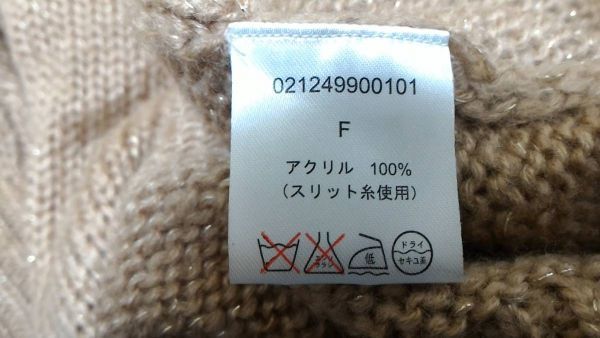 021249900101
F
アクリル 100%
(スリット糸使用)
低 ドライ
セキユ系